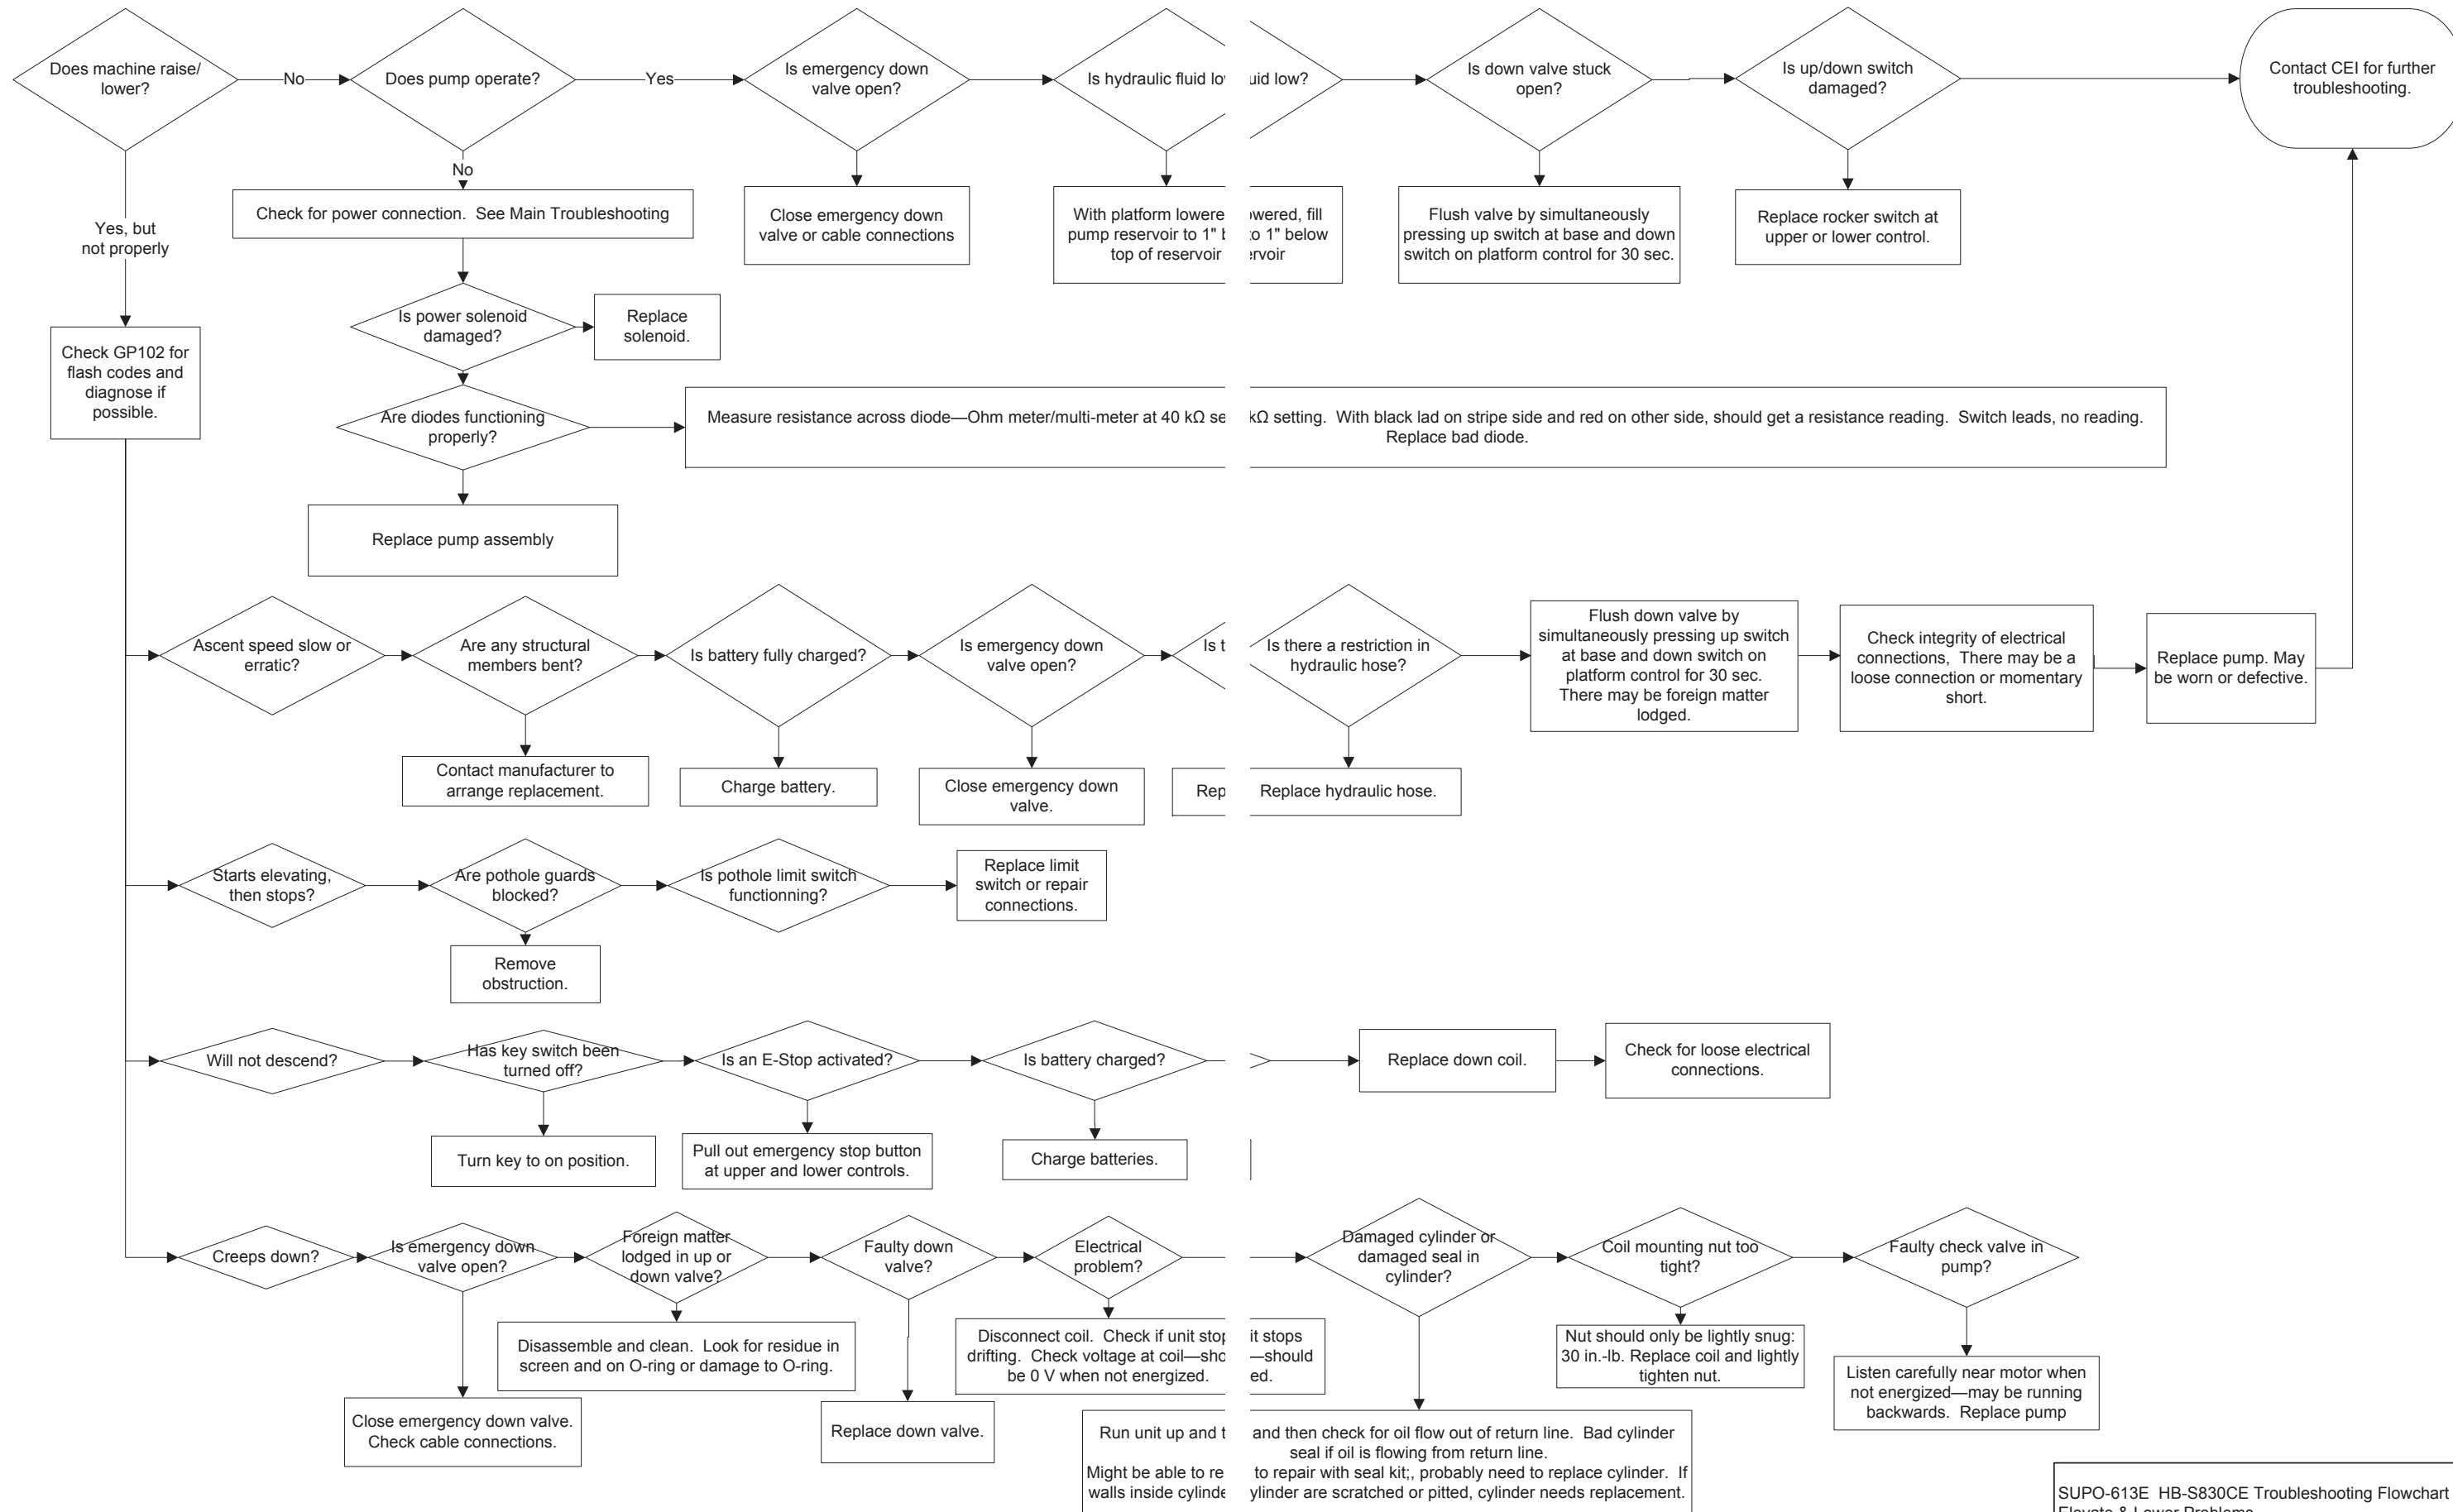 Does machine raise/
lower?
No
Does pump operate?
Yes
Is emergency down
valve open?
Is hydraulic fluid low
uid low?
Is down valve stuck
open?
Is up/down switch
damaged?
Contact CEI for further
troubleshooting.
No
Yes, but
not properly
Check for power connection. See Main Troubleshooting
Close emergency down
valve or cable connections
With platform lowere
pump reservoir to 1" b
top of reservoir
owered, fill
to 1" below
ervoir
Flush valve by simultaneously
pressing up switch at base and down
switch on platform control for 30 sec.
Replace rocker switch at
upper or lower control.
Is power solenoid
damaged?
Replace
solenoid.
Check GP102 for
flash codes and
diagnose if
possible.
Are diodes functioning
properly?
Measure resistance across diode—Ohm meter/multi-meter at 40 kΩ se
kΩ setting. With black lad on stripe side and red on other side, should get a resistance reading. Switch leads, no reading.
Replace bad diode.
Replace pump assembly
Ascent speed slow or
erratic?
Are any structural
members bent?
Is battery fully charged?
Is emergency down
valve open?
Is t
Is there a restriction in
hydraulic hose?
Flush down valve by
simultaneously pressing up switch
at base and down switch on
platform control for 30 sec.
There may be foreign matter
lodged.
Check integrity of electrical
connections, There may be a
loose connection or momentary
short.
Replace pump. May
be worn or defective.
Contact manufacturer to
arrange replacement.
Charge battery.
Close emergency down
valve.
Rep
Replace hydraulic hose.
Starts elevating,
then stops?
Are pothole guards
blocked?
Is pothole limit switch
functionning?
Replace limit
switch or repair
connections.
Remove
obstruction.
Will not descend?
Has key switch been
turned off?
Is an E-Stop activated?
Is battery charged?
Replace down coil.
Check for loose electrical
connections.
Turn key to on position.
Pull out emergency stop button
at upper and lower controls.
Charge batteries.
Creeps down?
Is emergency down
valve open?
Foreign matter
lodged in up or
down valve?
Faulty down
valve?
Electrical
problem?
Damaged cylinder or
damaged seal in
cylinder?
Coil mounting nut too
tight?
Faulty check valve in
pump?
Disassemble and clean. Look for residue in
screen and on O-ring or damage to O-ring.
Disconnect coil. Check if unit stop
drifting. Check voltage at coil—sho
be 0 V when not energized.
it stops
—should
ed.
Nut should only be lightly snug:
30 in.-lb. Replace coil and lightly
tighten nut.
Listen carefully near motor when
not energized—may be running
backwards. Replace pump
Close emergency down valve.
Check cable connections.
Replace down valve.
Run unit up and t
Might be able to re
walls inside cylinde
and then check for oil flow out of return line. Bad cylinder
seal if oil is flowing from return line.
to repair with seal kit;, probably need to replace cylinder. If
ylinder are scratched or pitted, cylinder needs replacement.
SUPO-613E HB-S830CE Troubleshooting Flowchart
Elevate & Lower Problems